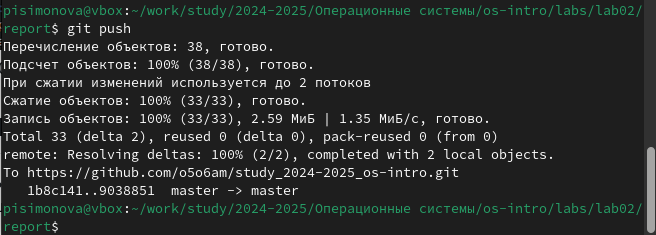 pisimonova@vbox:~/work/study/2024-2025/Операционные системы/os-intro/labs/lab02/
report$ git push
Перечисление объектов: 38, готово.
Подсчет объектов: 100% (38/38), готово.
При сжатии изменений используется до 2 потоков
Сжатие объектов: 100% (33/33), готово.
Запись объектов: 100% (33/33), 2.59 МиБ | 1.35 МиБ/с, готово.
Total 33 (delta 2), reused 0 (delta 0), pack-reused 0 (from 0)
remote: Resolving deltas: 100% (2/2), completed with 2 local objects.
To https://github.com/o5o6am/study_2024-2025_os-intro.git
   1b8c141..9038851  master -> master
pisimonova@vbox:~/work/study/2024-2025/Операционные системы/os-intro/labs/lab02/
report$